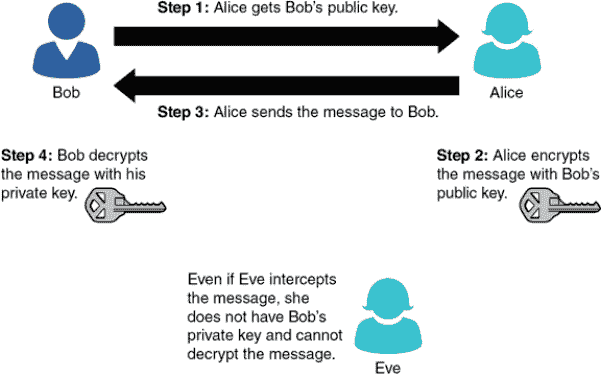 Step 1: Alice gets Bob's public key.
Bob
Alice
Step 3: Alice sends the message to Bob.
Step 4: Bob decrypts
the message with his
private key.
Step 2: Alice encrypts
the message with Bob's
public key.
Even if Eve intercepts
the message, she
does not have Bob's
private key and cannot
decrypt the message.
Eve